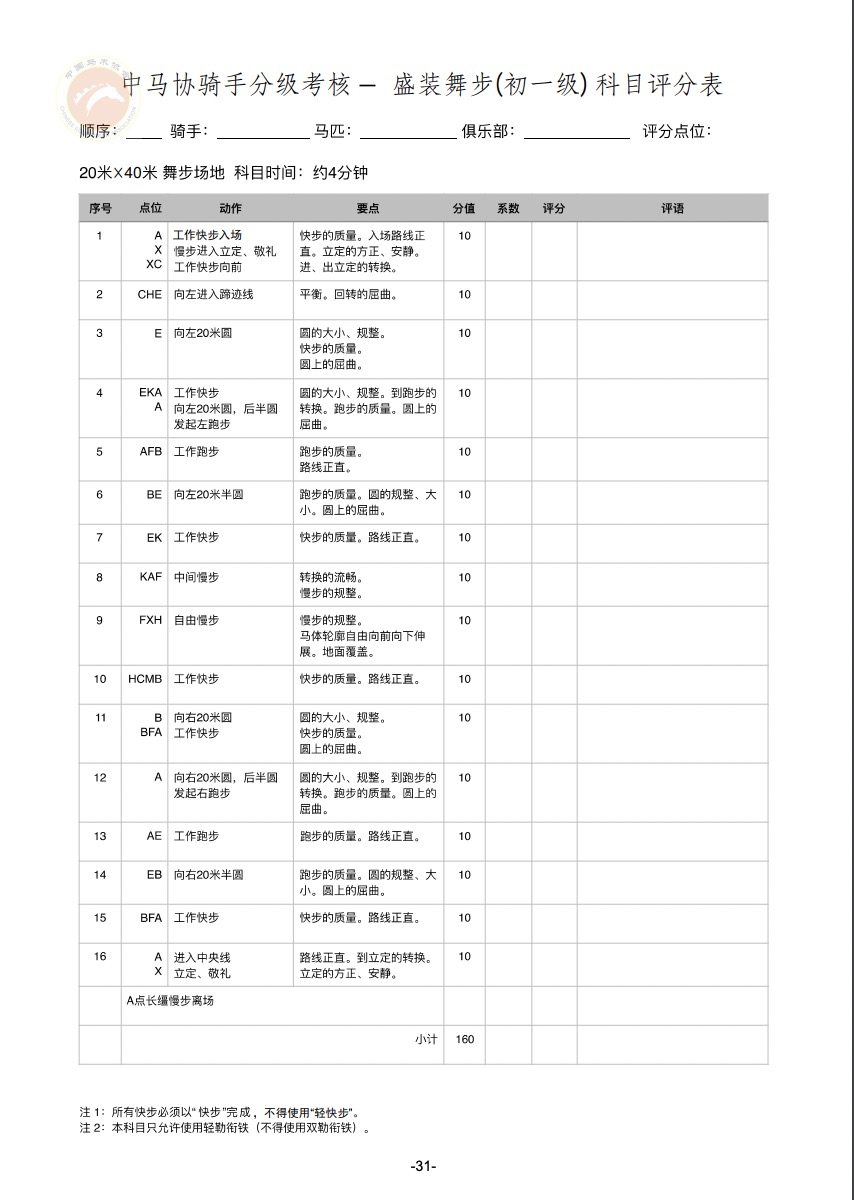 中马协骑手分级考核 – 盛装舞步(初一级) 科目评分表
顺序：____ 骑手：__________ 马匹：__________ 俱乐部：___________ 评分点位：
20米×40米 舞步场地 科目时间：约4分钟
序号 点位 动作 要点 分值 系数 评分 评语
1 A 工作快步入场 快步的质量。入场路线正 10
X 慢步进入立定、敬礼 直。立定的方正、安静。
XC 工作快步向前 进、出立定的转换。
2 CHE 向左进入蹄迹线 平衡。回转的屈曲。 10
3 E 向左20米圆 圆的大小、规整。 10
快步的质量。
圆上的屈曲。
4 EKA 工作快步 圆的大小、规整。到跑步的 10
A 向左20米圆，后半圆 转换。跑步的质量。圆上的
发起左跑步 屈曲。
5 AFB 工作跑步 跑步的质量。 10
路线正直。
6 BE 向左20米半圆 跑步的质量。圆的规整、大 10
小。圆上的屈曲。
7 EK 工作快步 快步的质量。路线正直。 10
8 KAF 中间慢步 转换的流畅。 10
慢步的规整。
9 FXH 自由慢步 慢步的规整。 10
马体轮廓自由向前向下伸
展。地面覆盖。
10 HCMB 工作快步 快步的质量。路线正直。 10
11 B 向右20米圆 圆的大小、规整。 10
BFA 工作快步 快步的质量。
圆上的屈曲。
12 A 向右20米圆，后半圆 圆的大小、规整。到跑步的 10
发起右跑步 转换。跑步的质量。圆上的
屈曲。
13 AE 工作跑步 跑步的质量。路线正直。 10
14 EB 向右20米半圆 跑步的质量。圆的规整、大 10
小。圆上的屈曲。
15 BFA 工作快步 快步的质量。路线正直。 10
16 A 进入中央线 路线正直。到立定的转换。 10
X 立定、敬礼 立定的方正、安静。
A点长缰慢步离场
小计 160
注 1：所有快步必须以“快步”完成，不得使用“轻快步”。
注 2：本科目只允许使用轻勒衔铁（不得使用双勒衔铁）。
-31-